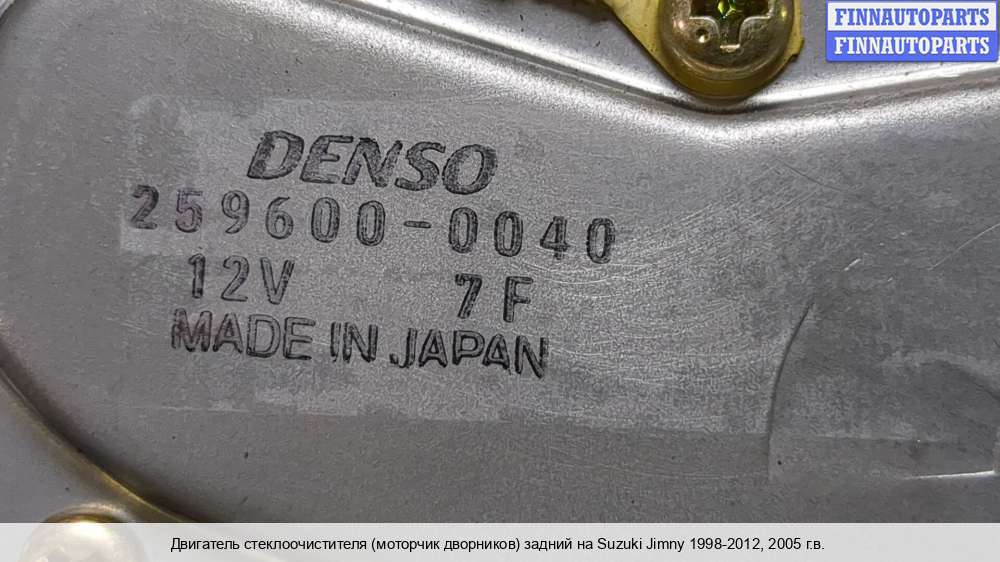 FINNAUTOPARTS
FINNAUTOPARTS
DENSO
259600-0040
12V 7F
MADE IN JAPAN
Двигатель стеклоочистителя (моторчик дворников) задний на Suzuki Jimny 1998-2012, 2005 г.в.